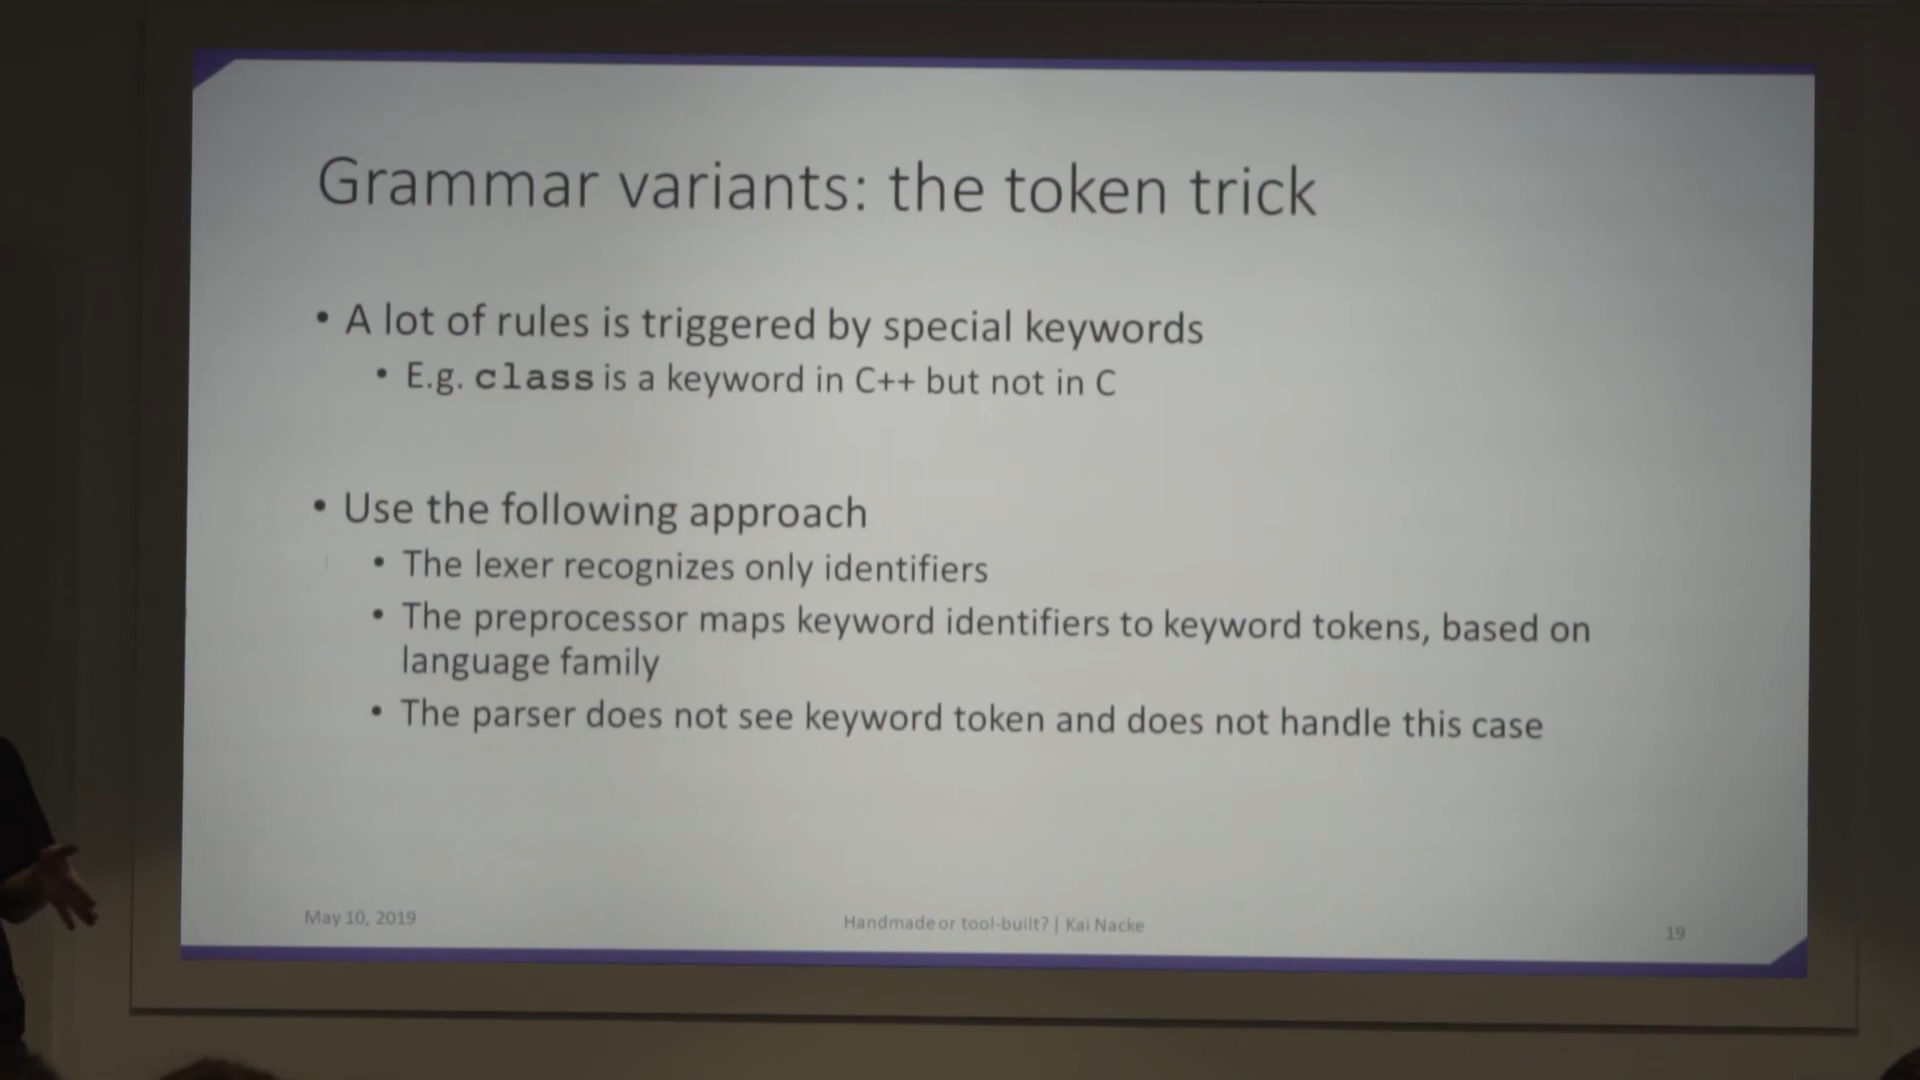 Grammar variants: the token trick
• A lot of rules is triggered by special keywords
• E.g. class is a keyword in C++ but not in C
• Use the following approach
• The lexer recognizes only identifiers
• The preprocessor maps keyword identifiers to keyword tokens, based on
language family
• The parser does not see keyword token and does not handle this case
May 10, 2019
Handmade or tool-built? | Kai Nacke
19